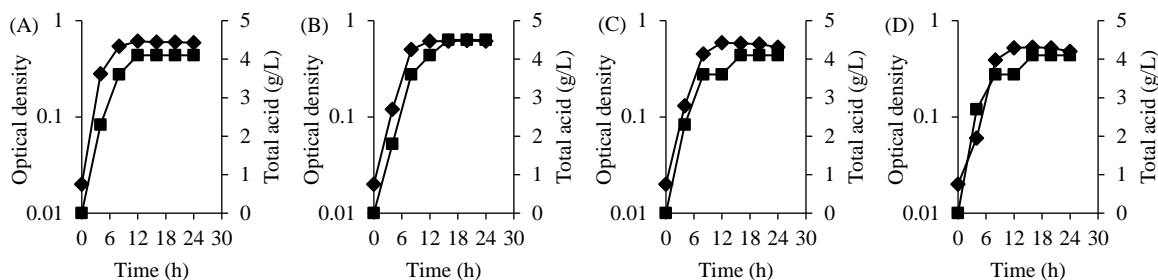 (A)
1
0.1
0.01
Optical density
5
4
3
2
1
0
Total acid (g/L)
0 6 12 18 24 30
Time (h)
(B)
1
0.1
0.01
Optical density
5
4
3
2
1
0
Total acid (g/L)
0 6 12 18 24 30
Time (h)
(C)
1
0.1
0.01
Optical density
5
4
3
2
1
0
Total acid (g/L)
0 6 12 18 24 30
Time (h)
(D)
1
0.1
0.01
Optical density
5
4
3
2
1
0
Total acid (g/L)
0 6 12 18 24 30
Time (h)